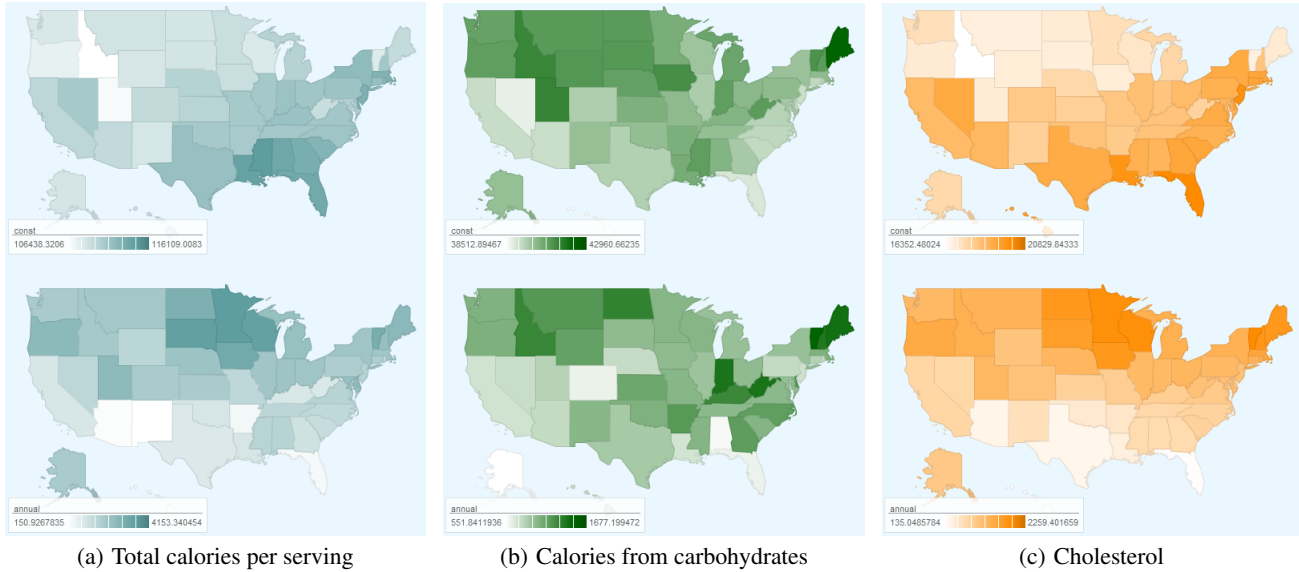 const
106438.3206 116109.0083
const
38512.89467 42960.66235
const
16352.48024 20829.84333
annual
150.9267835 4153.340454
annual
551.8411936 1677.199472
annual
135.0485784 2259.401659
(a) Total calories per serving
(b) Calories from carbohydrates
(c) Cholesterol